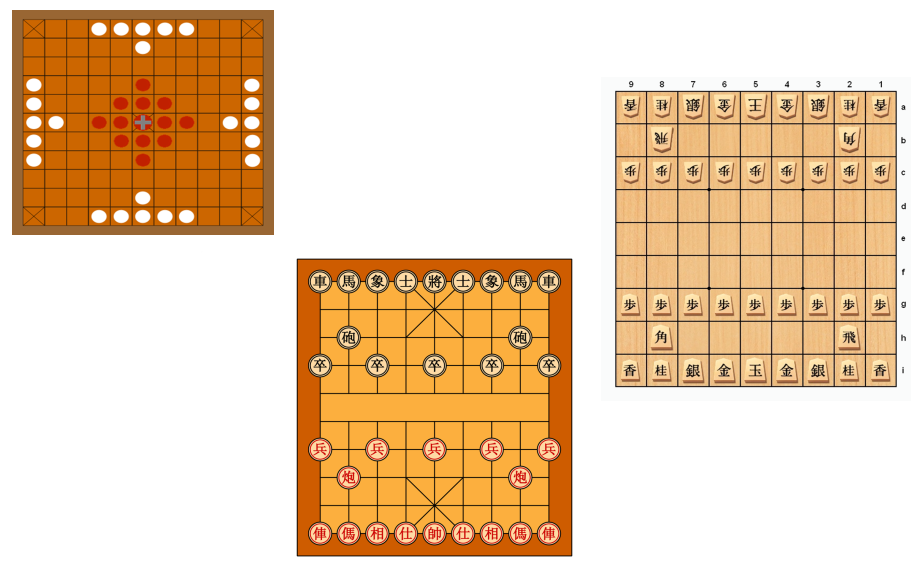 9 8 7 6 5 4 3 2 1
香 桂 銀 金 王 金 銀 桂 香 a
飛 角 b
歩 歩 歩 歩 歩 歩 歩 歩 歩 c
d
e
f
歩 歩 歩 歩 歩 歩 歩 歩 歩 g
角 飛 h
香 桂 銀 金 玉 金 銀 桂 香 i
車 馬 象 士 將 士 象 馬 車
砲 砲
卒 卒 卒 卒 卒
兵 兵 兵 兵 兵
炮 炮
俥 傌 相 仕 帥 仕 相 傌 俥